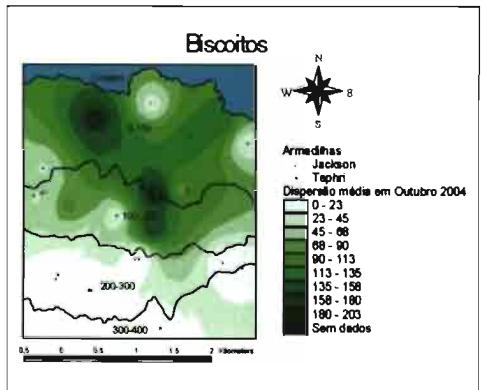 Biscoitos
N
W
S
Armadilhas
Jackson
Tephri
Dispersão média em Outubro 2004
0 - 23
23 - 45
45 - 68
68 - 90
90 - 113
113 - 135
135 - 158
158 - 180
180 - 203
Sem dados
200-300
300-400
0.5 0 0.5 1 1.5 2 Kilometers